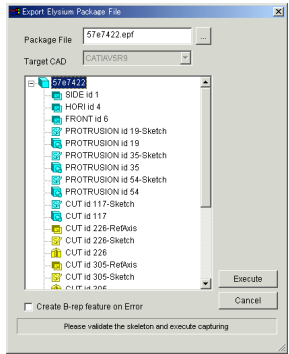 Export Elysium Package File
Package File 57e7422.epf ...
Target CAD CATIAV5R9
57e7422
SIDE id 1
HORI id 4
FRONT id 6
PROTRUSION id 19-Sketch
PROTRUSION id 19
PROTRUSION id 35-Sketch
PROTRUSION id 35
PROTRUSION id 54-Sketch
PROTRUSION id 54
CUT id 117-Sketch
CUT id 117
CUT id 226-RefAxis
CUT id 226-Sketch
CUT id 226
CUT id 305-RefAxis
CUT id 305-Sketch
CUT id 305
Execute
Create B-rep feature on Error
Cancel
Please validate the skeleton and execute capturing